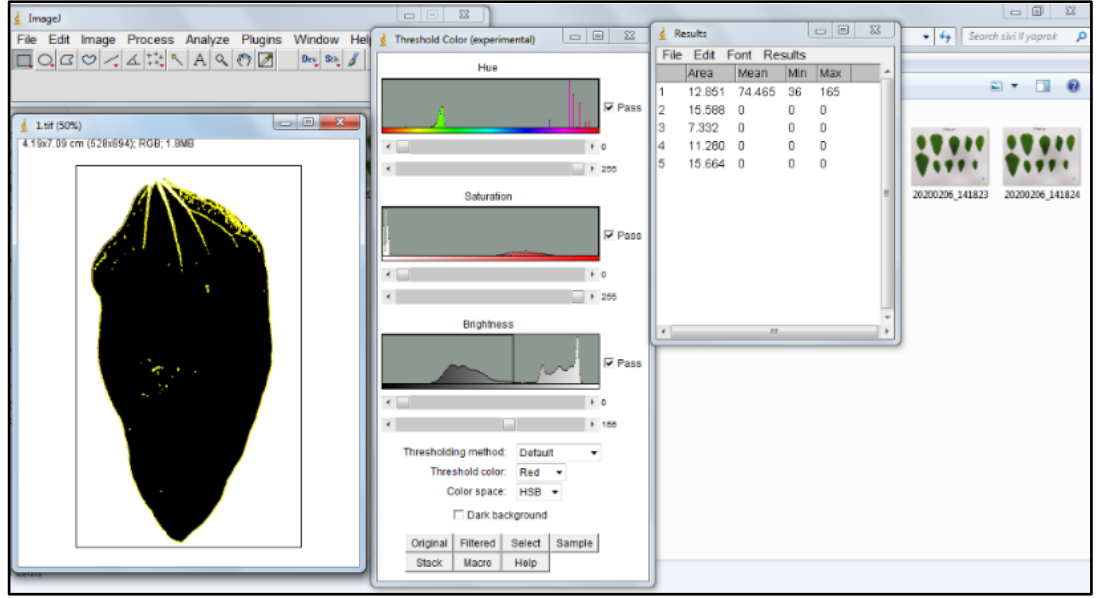 ImageJ
File Edit Image Process Analyze Plugins Window Help
Dev Stk
1.tif (50%)
4.19x7.09 cm (528x894); RGB; 1.8MB
Threshold Color (experimental)
Hue
Pass
0
255
Saturation
Pass
0
255
Brightness
Pass
0
Thresholding method: Default
Threshold color: Red
Color space: HSB
Dark background
Original Filtered Select Sample
Stack Macro Help
Results
File Edit Font Results
Area Mean Min Max
1 12.851 74.465 36 165
2 15.588 0 0 0
3 7.332 0 0 0
4 11.280 0 0 0
5 15.664 0 0 0
Search sivi II yaprak
20200206_141823 20200206_141824